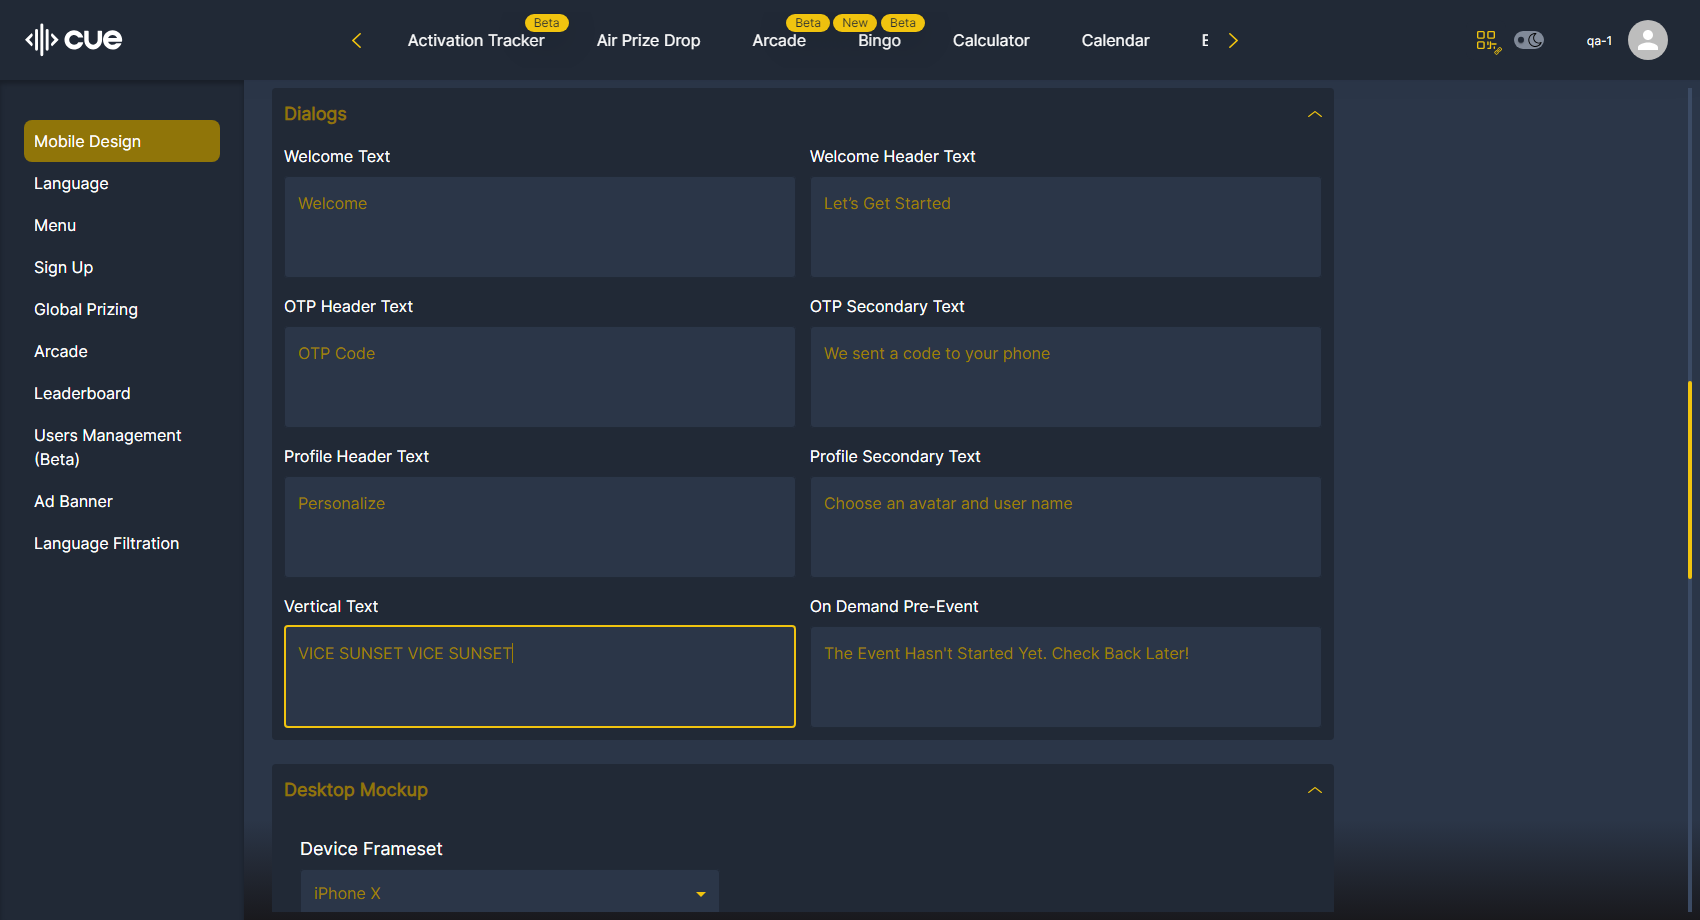 cue
Activation Tracker
Beta
Air Prize Drop
Arcade
Beta
Bingo
New
Beta
Calculator
Calendar
qa-1
Mobile Design
Language
Menu
Sign Up
Global Prizing
Arcade
Leaderboard
Users Management
(Beta)
Ad Banner
Language Filtration
Dialogs
Welcome Text
Welcome
Welcome Header Text
Let’s Get Started
OTP Header Text
OTP Code
OTP Secondary Text
We sent a code to your phone
Profile Header Text
Personalize
Profile Secondary Text
Choose an avatar and user name
Vertical Text
VICE SUNSET VICE SUNSET
On Demand Pre-Event
The Event Hasn't Started Yet. Check Back Later!
Desktop Mockup
Device Frameset
iPhone X